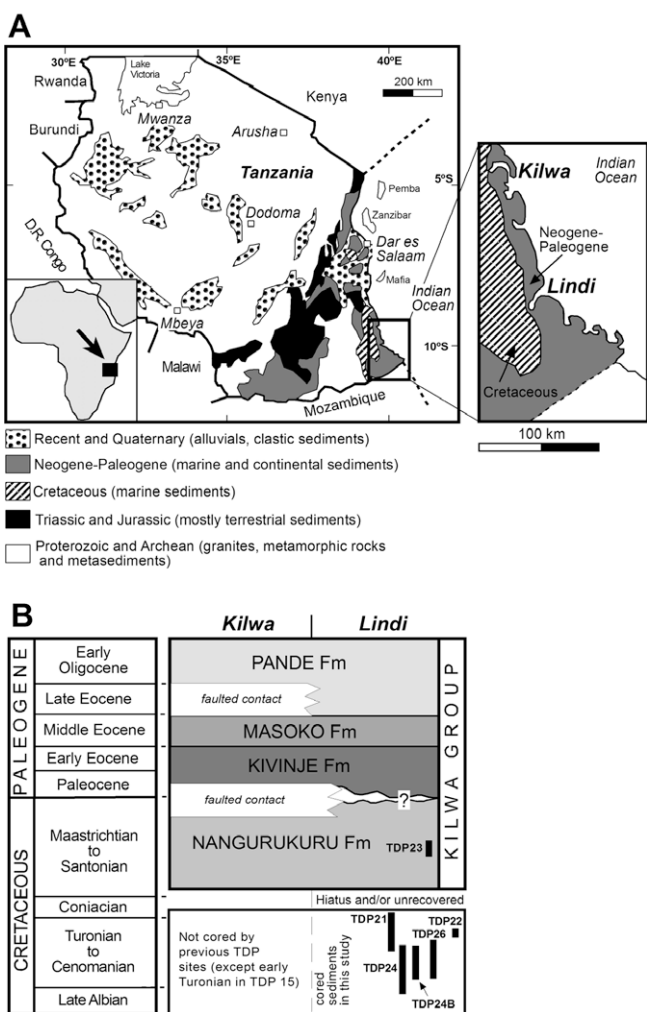 A
30°E
35°E
40°E
Rwanda
Lake
Victoria
200 km
Kenya
Mwanza
Burundi
Arusha
Tanzania
5°S
Pemba
Zanzibar
Dodoma
Dar es
Salaam
D.R. Congo
Mafia
Indian
Ocean
Mbeya
10°S
Malawi
Mozambique
Kilwa
Indian
Ocean
Neogene-
Paleogene
Lindi
Cretaceous
100 km
Recent and Quaternary (alluvials, clastic sediments)
Neogene-Paleogene (marine and continental sediments)
Cretaceous (marine sediments)
Triassic and Jurassic (mostly terrestrial sediments)
Proterozoic and Archean (granites, metamorphic rocks
and metasediments)
B
Kilwa
Lindi
PALEOGENE
Early
Oligocene
Late Eocene
Middle Eocene
Early Eocene
Paleocene
CRETACEOUS
Maastrichtian
to
Santonian
Coniacian
Turonian
to
Cenomanian
Late Albian
PANDE Fm
faulted contact
MASOKO Fm
KIVINJE Fm
faulted contact
?
NANGURUKURU Fm
TDP23
KILWA GROUP
Hiatus and/or unrecovered
Not cored by
previous TDP
sites (except early
Turonian in TDP 15)
cored
sediments
in this study
TDP21
TDP22
TDP26
TDP24
TDP24B